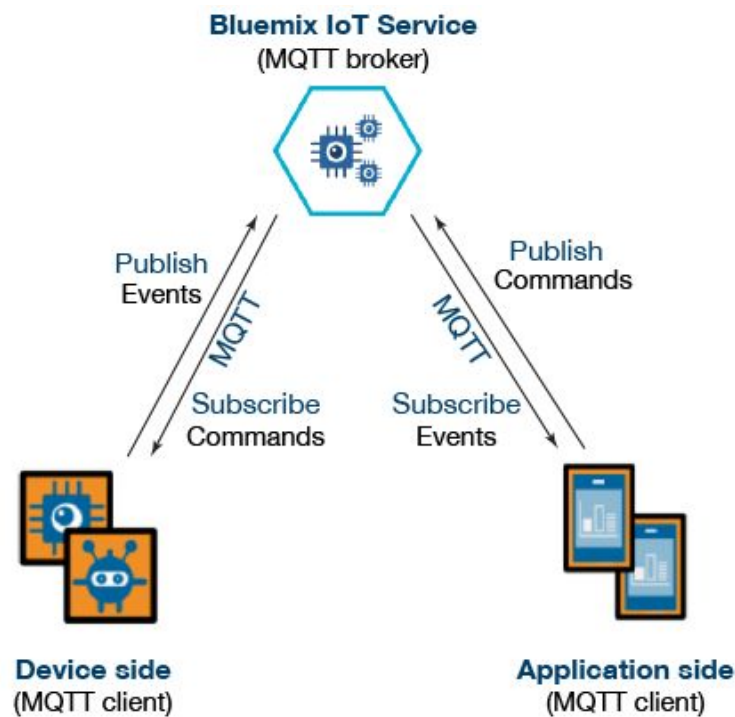 Bluemix IoT Service
(MQTT broker)
Publish
Events
MQTT
Subscribe
Commands
Publish
Commands
MQTT
Subscribe
Events
Device side
(MQTT client)
Application side
(MQTT client)